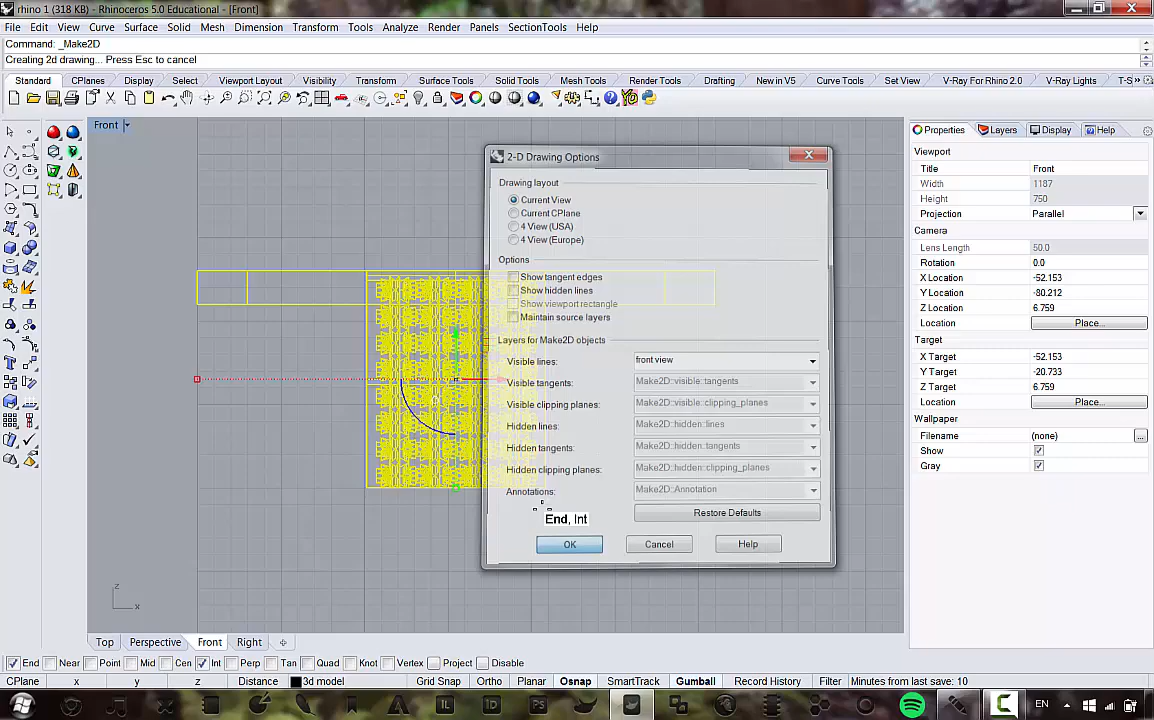 rhino 1 (318 KB) - Rhinoceros 5.0 Educational - [Front]
File Edit View Curve Surface Solid Mesh Dimension Transform Tools Analyze Render Panels SectionTools Help
Command: _Make2D
Creating 2d drawing... Press Esc to cancel
Standard CPlanes Display Select Viewport Layout Visibility Transform Surface Tools Solid Tools Mesh Tools Render Tools Drafting New in V5 Curve Tools Set View V-Ray For Rhino 2.0 V-Ray Lights T-S »
Front
2-D Drawing Options
Drawing layout
Current View
Current CPlane
4 View (USA)
4 View (Europe)
Options
Show tangent edges
Show hidden lines
Show viewport rectangle
Maintain source layers
Layers for Make2D objects
Visible lines: front view
Visible tangents: Make2D::visible::tangents
Visible clipping planes: Make2D::visible::clipping_planes
Hidden lines: Make2D::hidden::lines
Hidden tangents: Make2D::hidden::tangents
Hidden clipping planes: Make2D::hidden::clipping_planes
Annotations: Make2D::Annotation
Restore Defaults
End, Int
OK Cancel Help
Properties Layers Display Help
Viewport
Title Front
Width 1187
Height 750
Projection Parallel
Camera
Lens Length 50.0
Rotation 0.0
X Location -52.153
Y Location -80.212
Z Location 6.759
Location Place...
Target
X Target -52.153
Y Target -20.733
Z Target 6.759
Location Place...
Wallpaper
Filename (none) ...
Show
Gray
z
x
Top Perspective Front Right
End Near Point Mid Cen Int Perp Tan Quad Knot Vertex Project Disable
CPlane x y z Distance 3d model Grid Snap Ortho Planar Osnap SmartTrack Gumball Record History Filter Minutes from last save: 10
IL ID PS EN